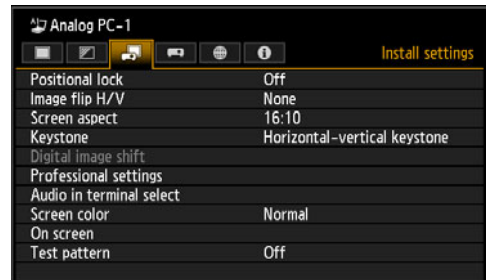 Analog PC-1
Install settings
Positional lock Off
Image flip H/V None
Screen aspect 16:10
Keystone Horizontal-vertical keystone
Digital image shift
Professional settings
Audio in terminal select
Screen color Normal
On screen
Test pattern Off